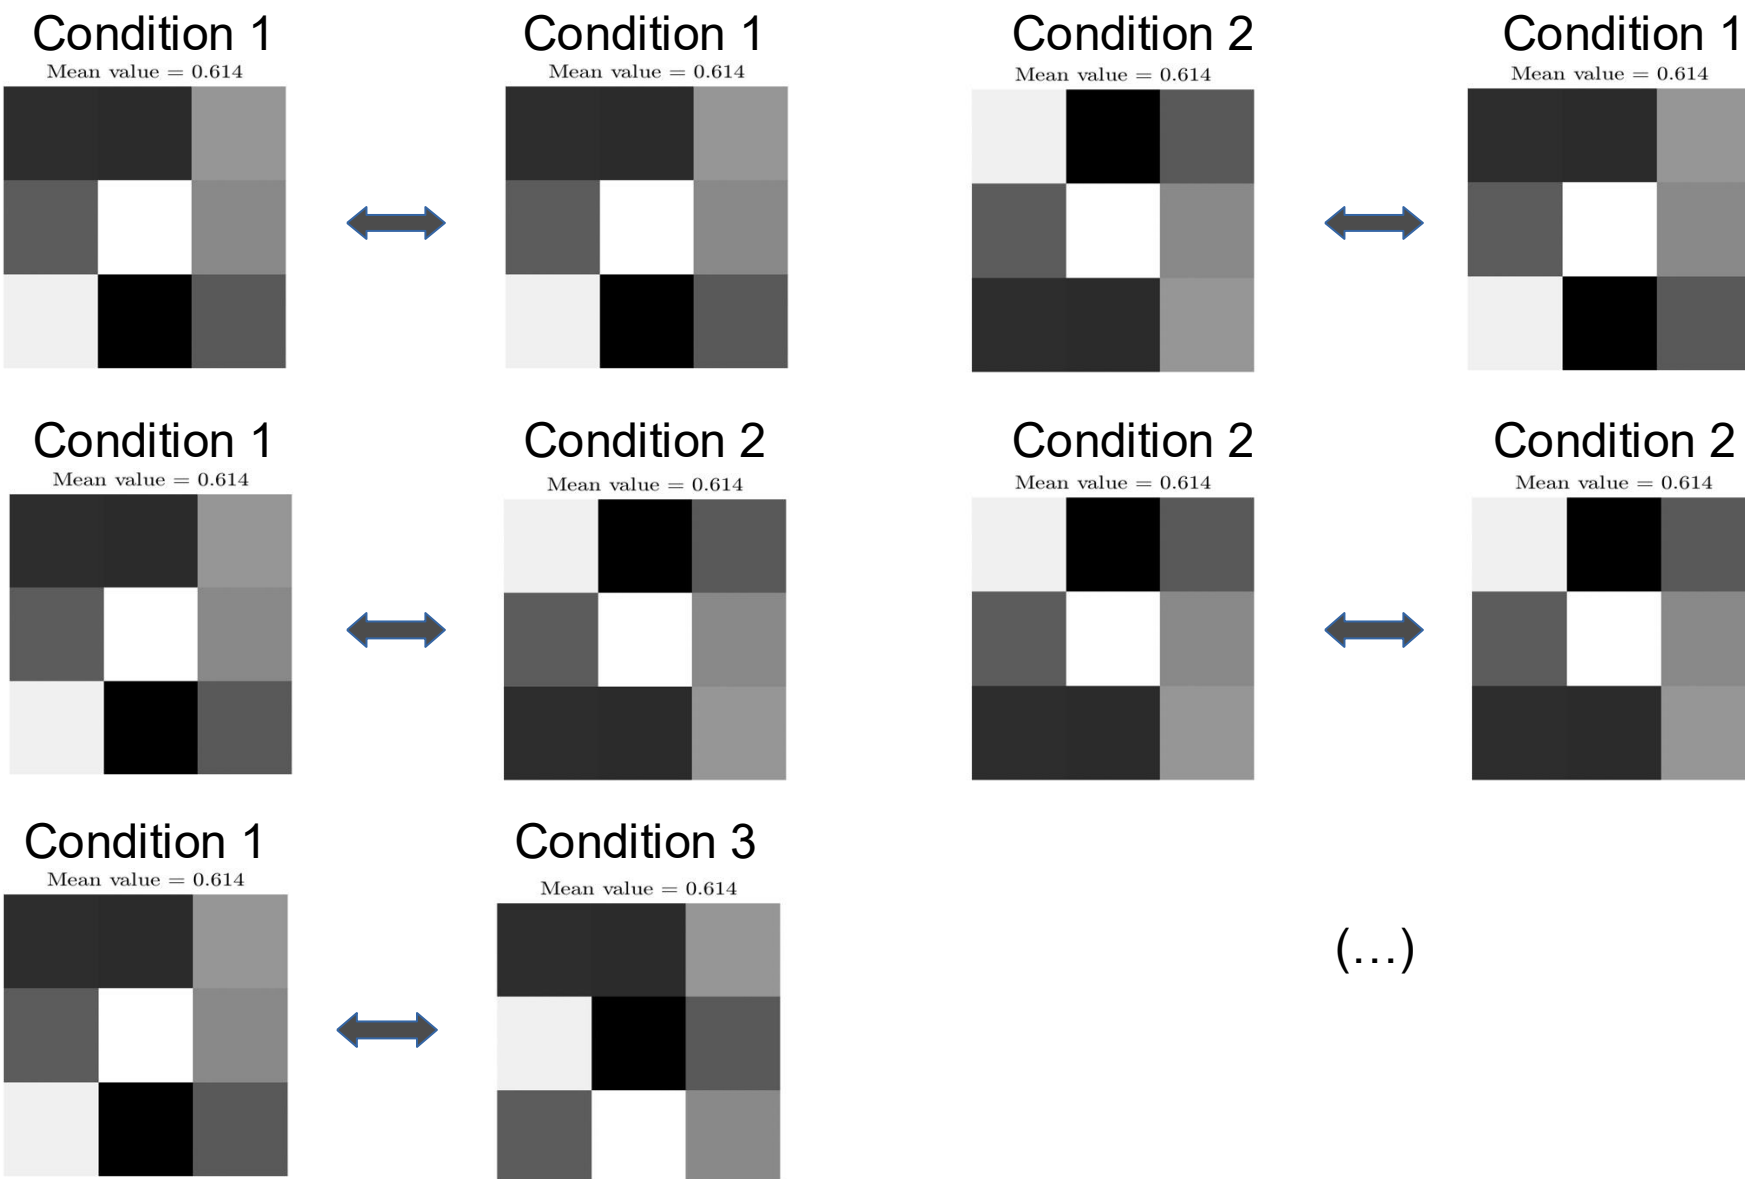 Condition 1
Mean value = 0.614
Condition 1
Mean value = 0.614
Condition 2
Mean value = 0.614
Condition 1
Mean value = 0.614
Condition 1
Mean value = 0.614
Condition 2
Mean value = 0.614
Condition 2
Mean value = 0.614
Condition 2
Mean value = 0.614
Condition 1
Mean value = 0.614
Condition 3
Mean value = 0.614
(...)